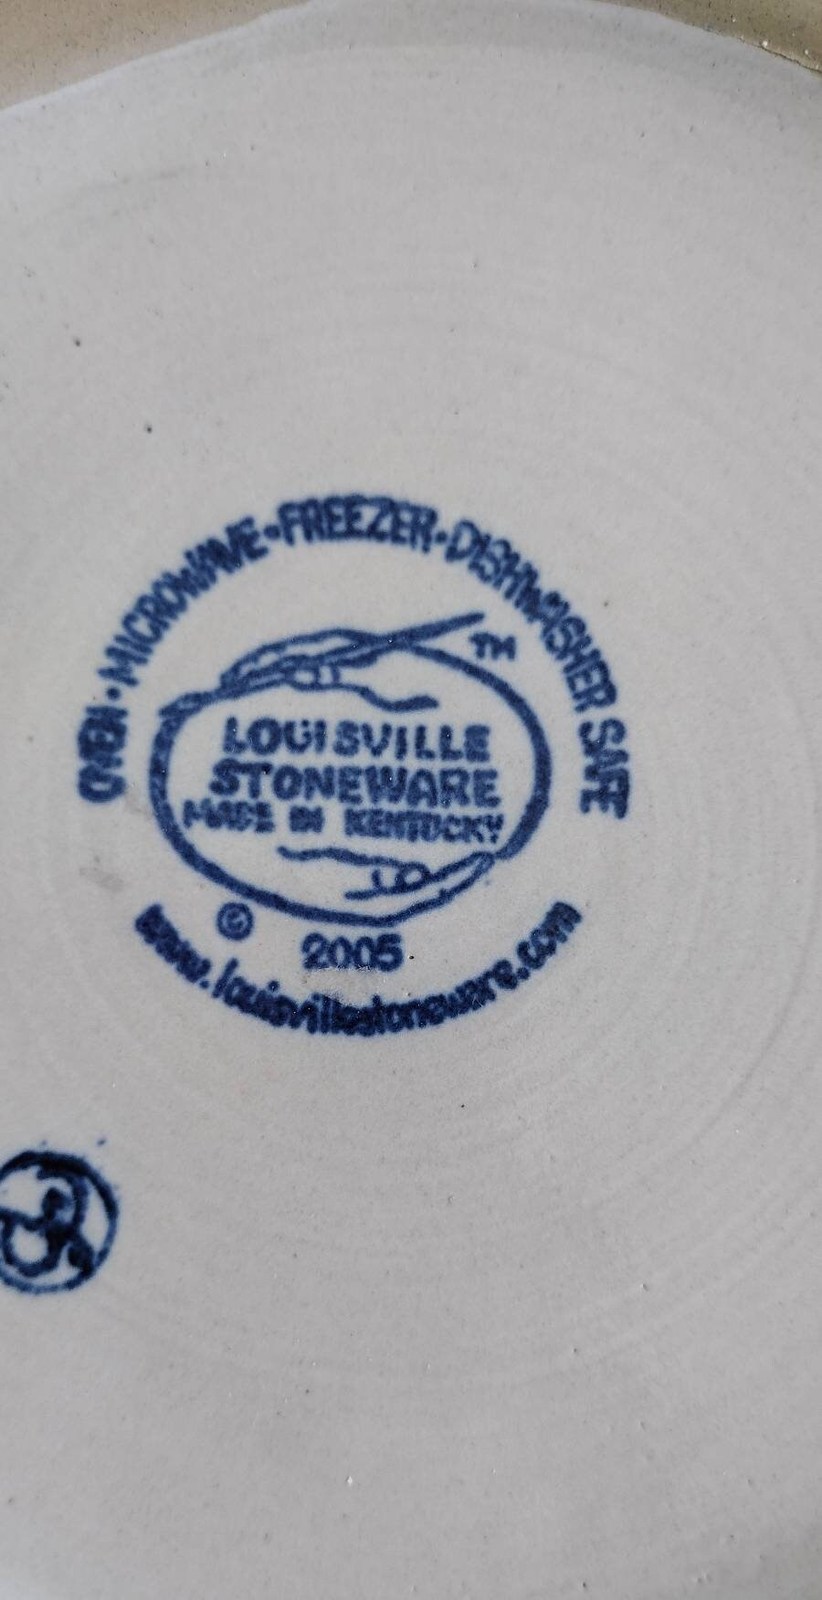 OVEN • MICROWAVE • FREEZER • DISHWASHER SAFE
TM
LOUISVILLE
STONEWARE
MADE IN KENTUCKY
© 2005
www.louisvillestoneware.com